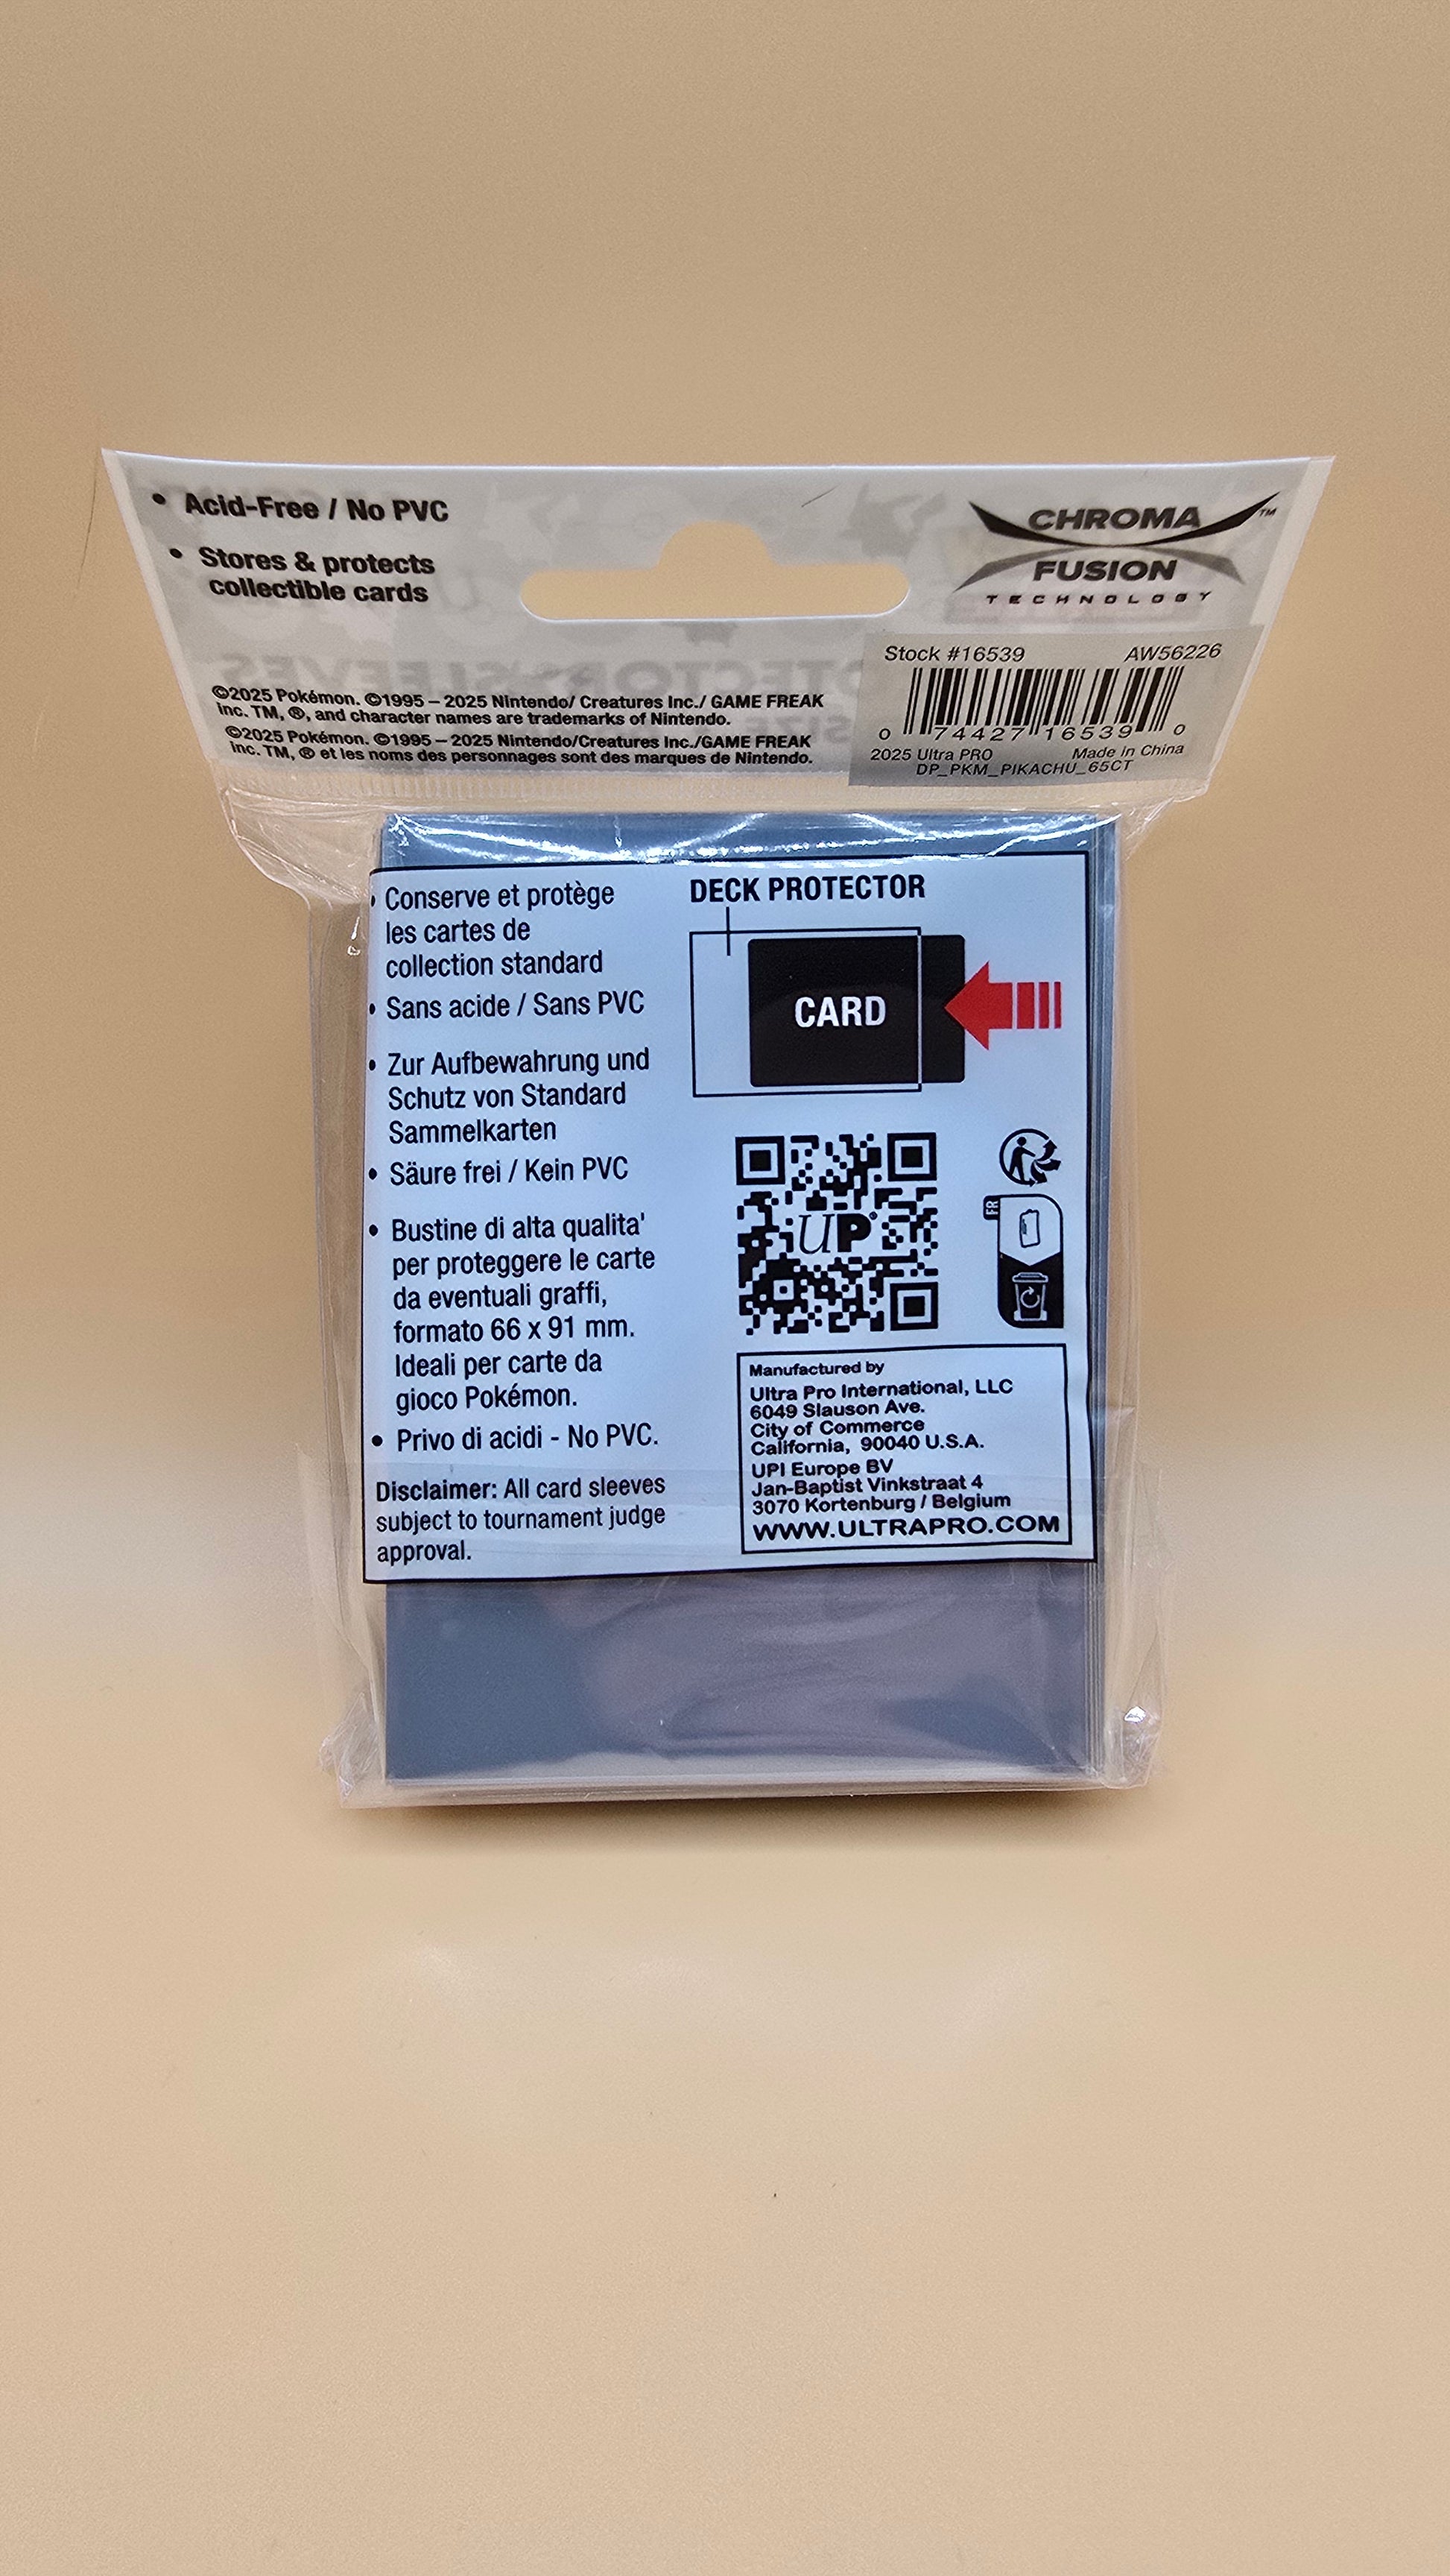 • Acid-Free / No PVC
• Stores & protects
collectible cards
CHROMA™
FUSION
TECHNOLOGY
©2025 Pokémon. ©1995 – 2025 Nintendo/ Creatures Inc./ GAME FREAK
inc. TM, ®, and character names are trademarks of Nintendo.
©2025 Pokémon. ©1995 – 2025 Nintendo/Creatures Inc./GAME FREAK
inc. TM, ® et les noms des personnages sont des marques de Nintendo.
Stock #16539 AW56226
0 74427 16539 0
2025 Ultra PRO Made In China
DP_PKM_PIKACHU_65CT
• Conserve et protège
les cartes de
collection standard
• Sans acide / Sans PVC
• Zur Aufbewahrung und
Schutz von Standard
Sammelkarten
• Säure frei / Kein PVC
• Bustine di alta qualita'
per proteggere le carte
da eventuali graffi,
formato 66 x 91 mm.
Ideali per carte da
gioco Pokémon.
• Privo di acidi - No PVC.
Disclaimer: All card sleeves
subject to tournament judge
approval.
DECK PROTECTOR
CARD
UP®
FR
Manufactured by
Ultra Pro International, LLC
6049 Slauson Ave.
City of Commerce
California, 90040 U.S.A.
UPI Europe BV
Jan-Baptist Vinkstraat 4
3070 Kortenburg / Belgium
WWW.ULTRAPRO.COM